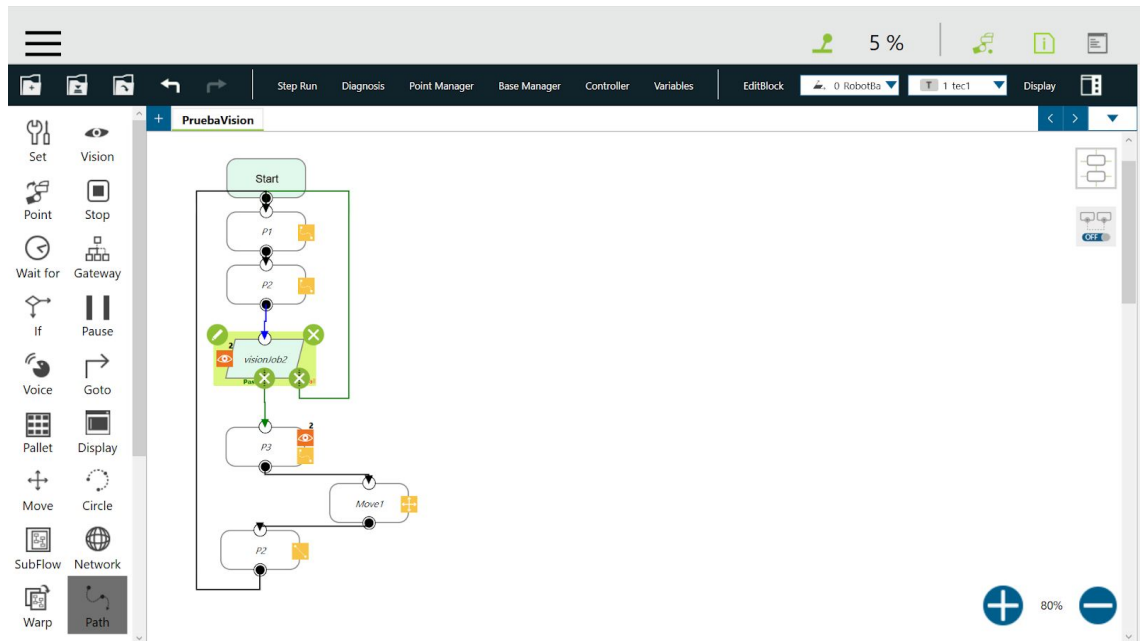 5 %
Step Run Diagnosis Point Manager Base Manager Controller Variables EditBlock 0 RobotBa T 1 tec1 Display
+ PruebaVision
Set Vision
Point Stop
Wait for Gateway
If Pause
Voice Goto
Pallet Display
Move Circle
SubFlow Network
Warp Path
Start
P1
P2
2
visionJob2
2
P3
Move1
P2
OFF
80%